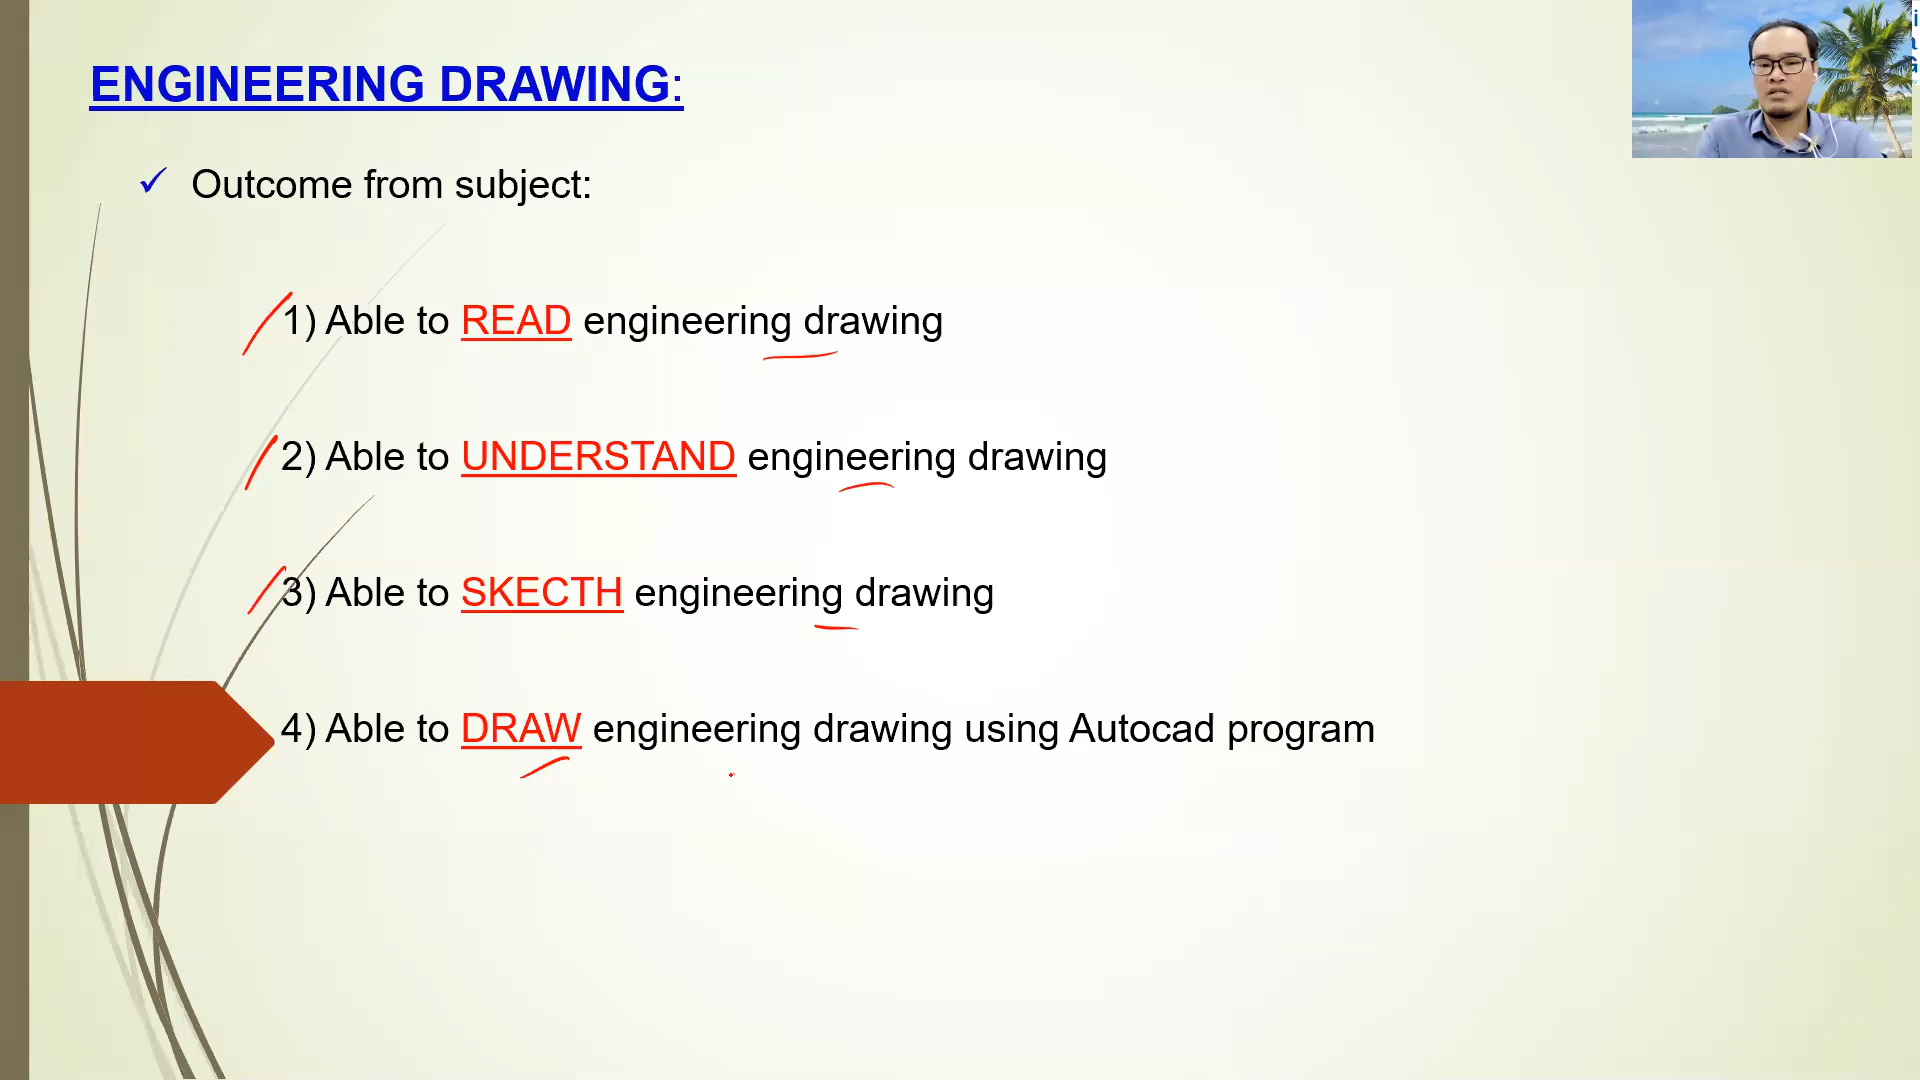 ENGINEERING DRAWING:
Outcome from subject:
1) Able to READ engineering drawing
2) Able to UNDERSTAND engineering drawing
3) Able to SKECTH engineering drawing
4) Able to DRAW engineering drawing using Autocad program